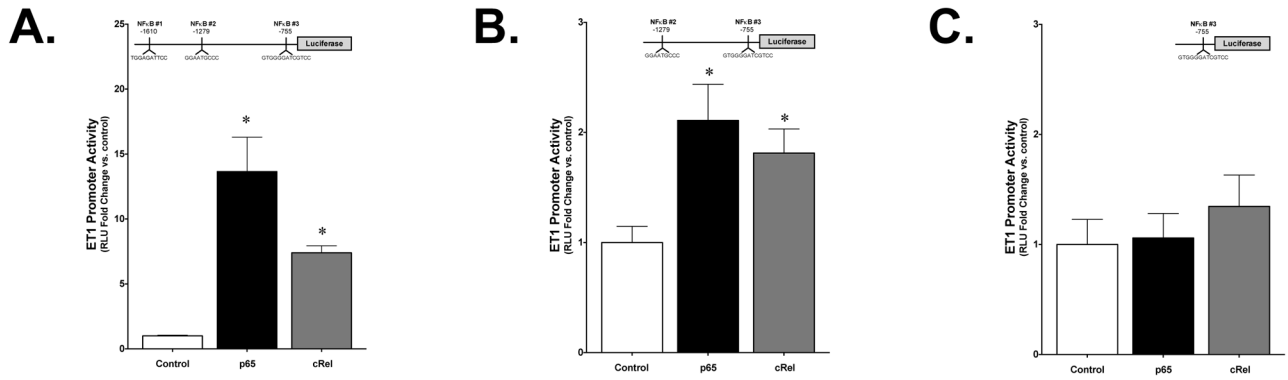 A.
ET1 Promoter Activity
(RLU Fold Change vs. control)
25
20
15
10
5
0
NFκB #1
-1610
NFκB #2
-1279
NFκB #3
-755
Luciferase
TGGAGATTCC
GGAATGCCC
GTGGGGATCGTCC
*
*
Control
p65
cRel
B.
ET1 Promoter Activity
(RLU Fold Change vs. control)
3
2
1
0
NFκB #2
-1279
NFκB #3
-755
Luciferase
GGAATGCCC
GTGGGGATCGTCC
*
*
Control
p65
cRel
C.
ET1 Promoter Activity
(RLU Fold Change vs. control)
3
2
1
0
NFκB #3
-755
Luciferase
GTGGGGATCGTCC
Control
p65
cRel